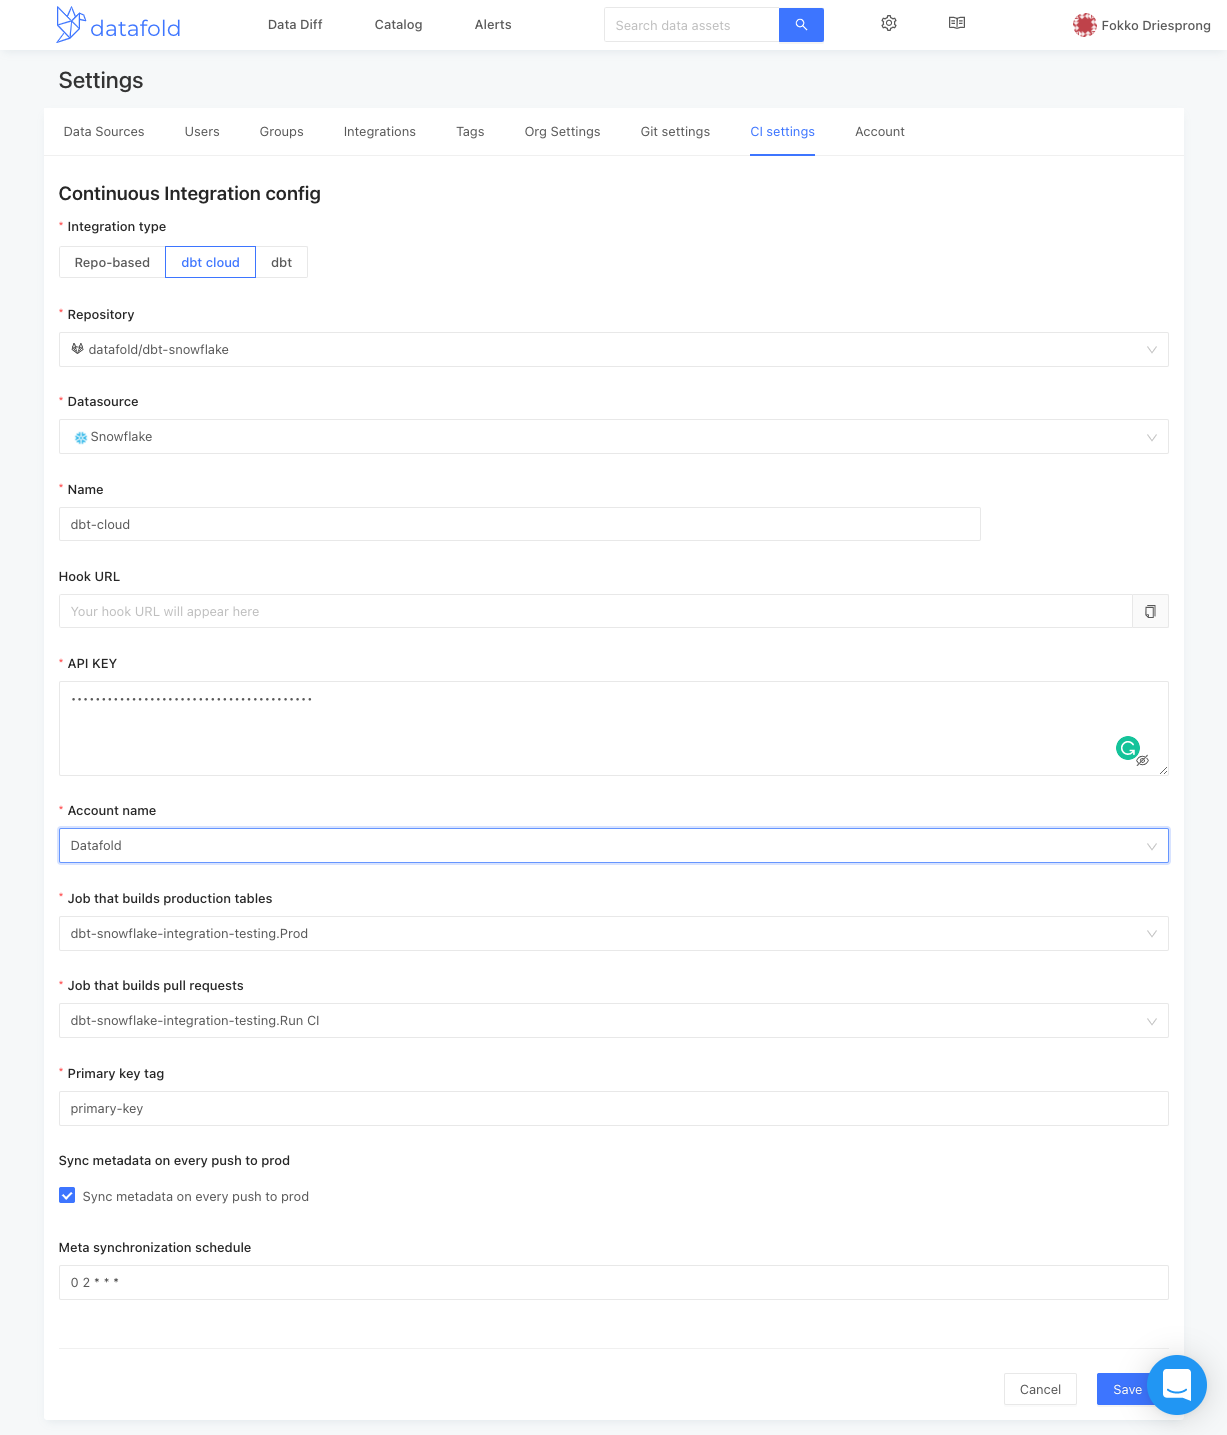 datafold
Data Diff Catalog Alerts
Search data assets
Fokko Driesprong
Settings
Data Sources Users Groups Integrations Tags Org Settings Git settings CI settings Account
Continuous Integration config
* Integration type
Repo-based dbt cloud dbt
* Repository
datafold/dbt-snowflake
* Datasource
Snowflake
* Name
dbt-cloud
Hook URL
Your hook URL will appear here
* API KEY
* Account name
Datafold
* Job that builds production tables
dbt-snowflake-integration-testing.Prod
* Job that builds pull requests
dbt-snowflake-integration-testing.Run CI
* Primary key tag
primary-key
Sync metadata on every push to prod
Sync metadata on every push to prod
Meta synchronization schedule
0 2 * * *
Cancel Save